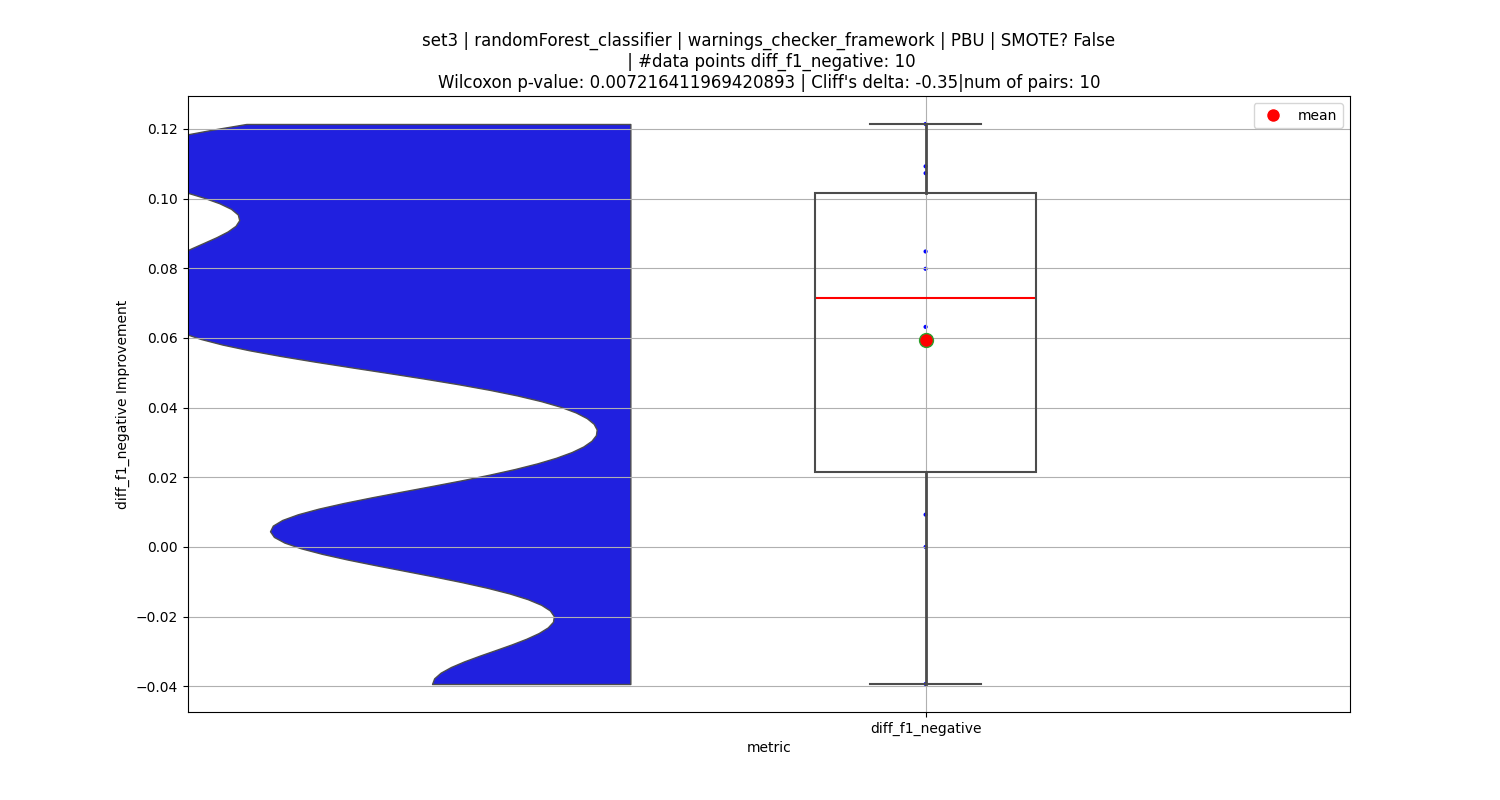 set3 | randomForest_classifier | warnings_checker_framework | PBU | SMOTE? False
| #data points diff_f1_negative: 10
Wilcoxon p-value: 0.007216411969420893 | Cliff's delta: -0.35|num of pairs: 10
mean
0.12
0.10
0.08
0.06
0.04
0.02
0.00
−0.02
−0.04
diff_f1_negative Improvement
diff_f1_negative
metric